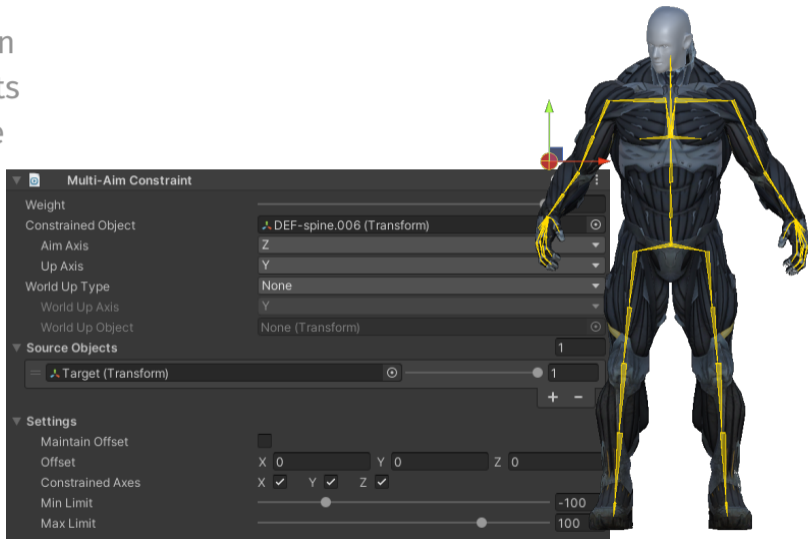 n
ts
e
Multi-Aim Constraint
Weight
Constrained Object DEF-spine.006 (Transform)
Aim Axis Z
Up Axis Y
World Up Type None
World Up Axis Y
World Up Object None (Transform)
Source Objects 1
Target (Transform) 1
+ -
Settings
Maintain Offset
Offset X 0 Y 0 Z 0
Constrained Axes X Y Z
Min Limit -100
Max Limit 100